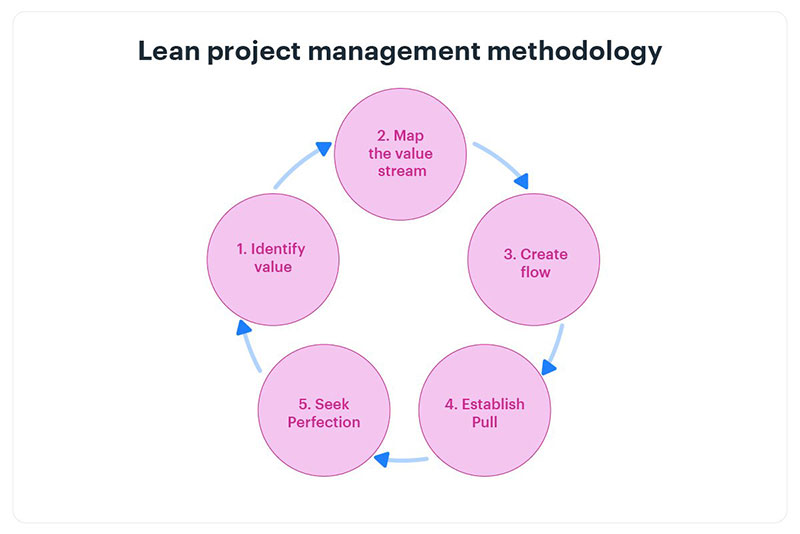 Lean project management methodology
1. Identify
value
2. Map
the value
stream
3. Create
flow
4. Establish
Pull
5. Seek
Perfection